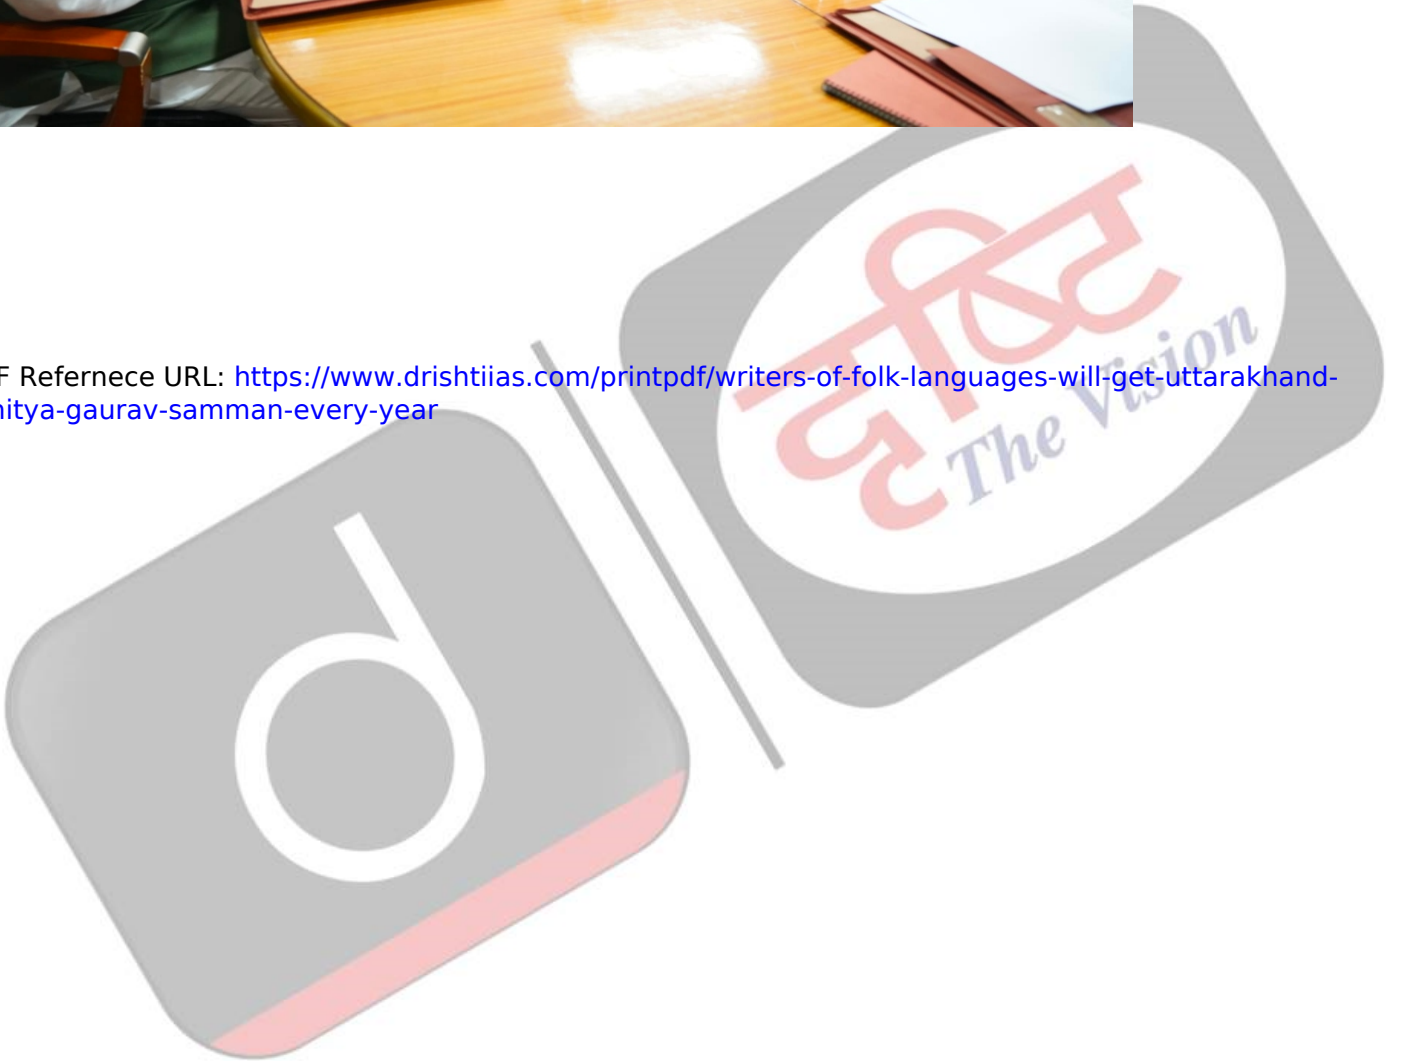 F Refernece URL: https://www.drishtiias.com/printpdf/writers-of-folk-languages-will-get-uttarakhand-
hitya-gaurav-samman-every-year
दृष्टि
The Vision
d